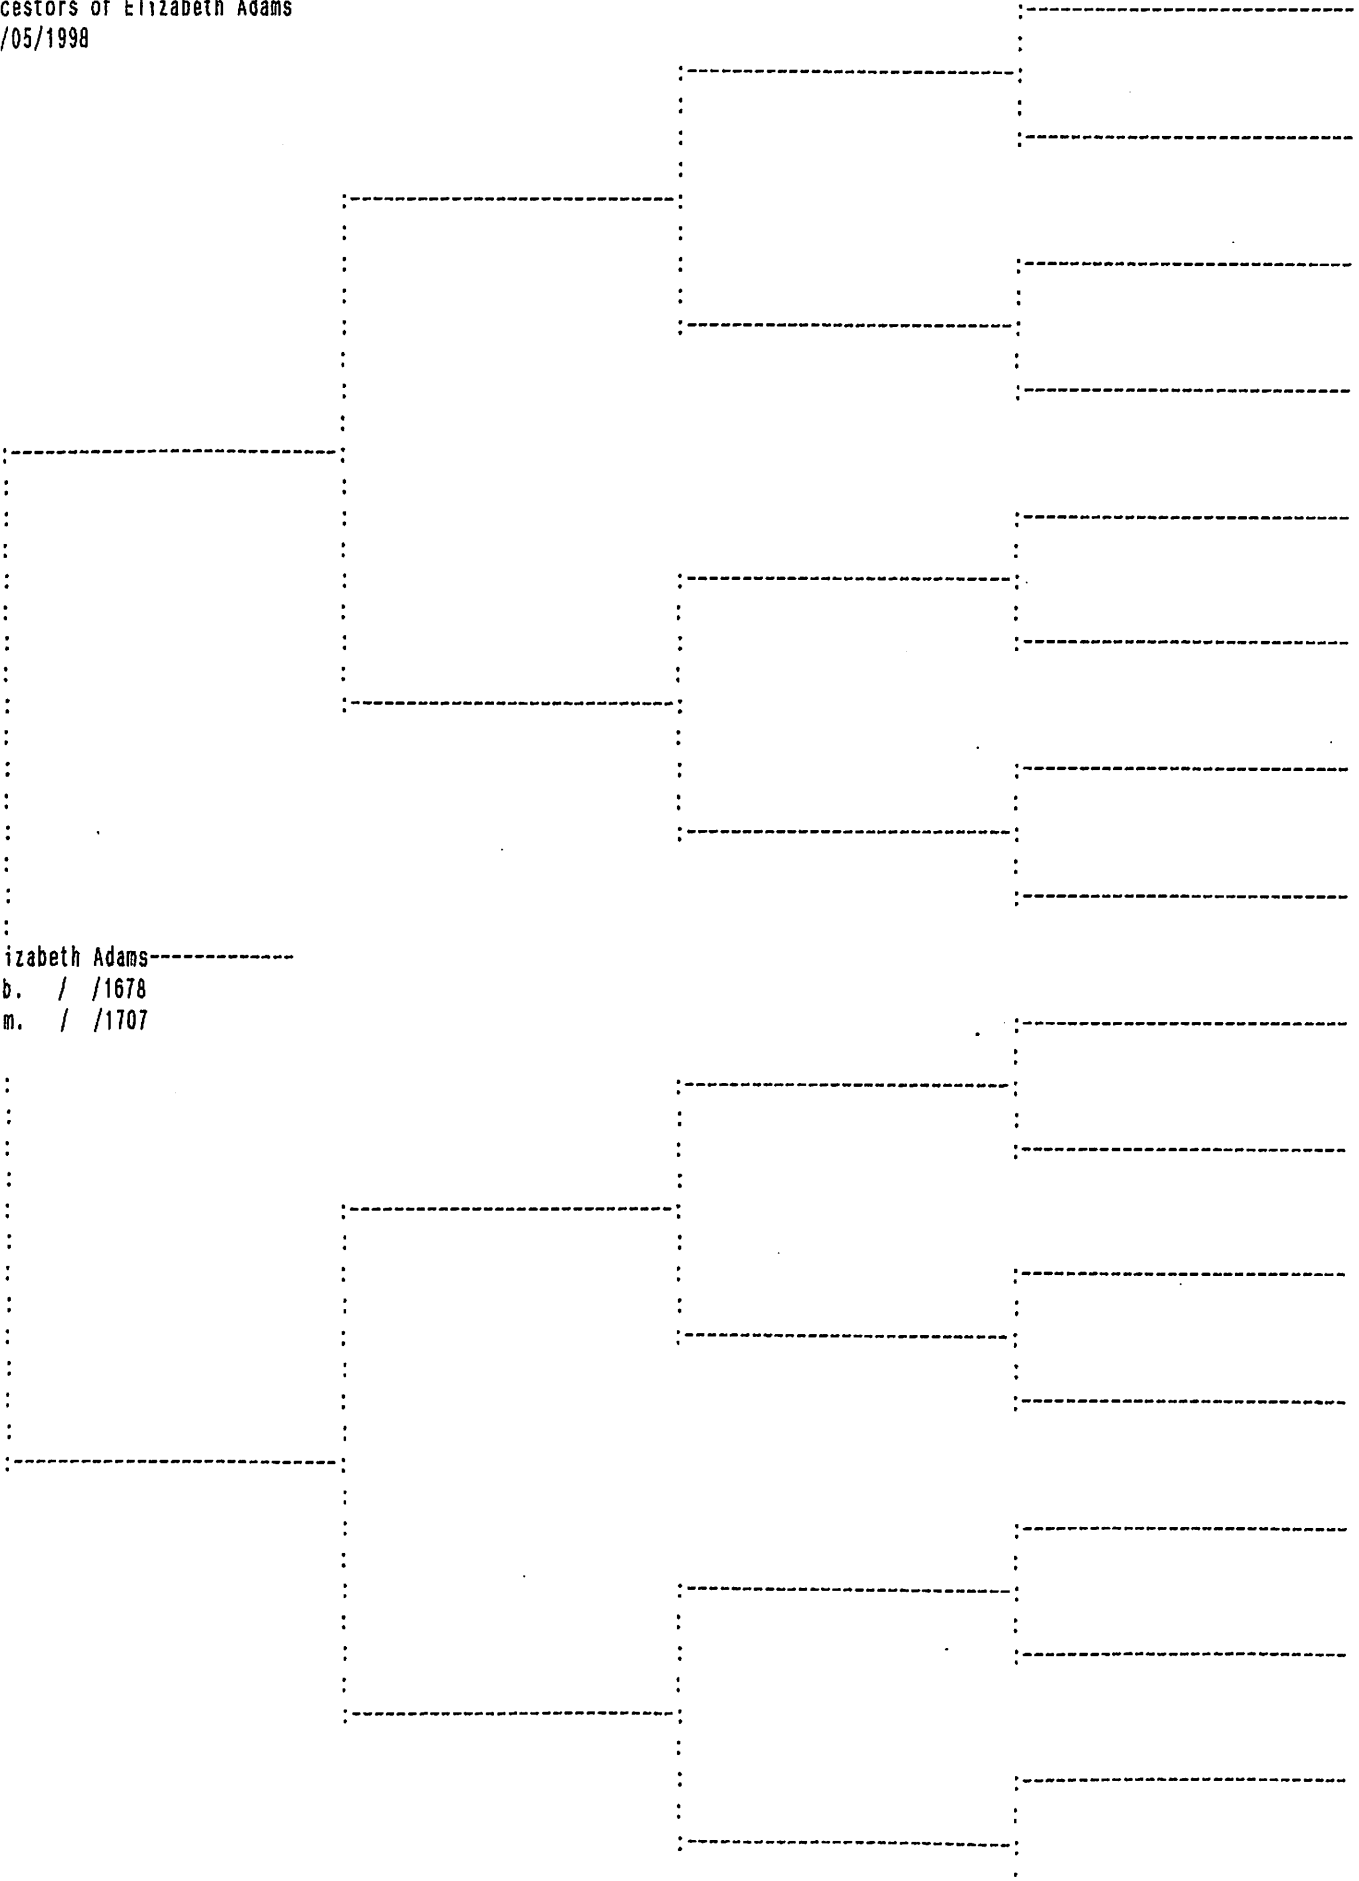 cestors of Elizabeth Adams
/05/1998
izabeth Adams-------------
b.   /  /1678
m.   /  /1707